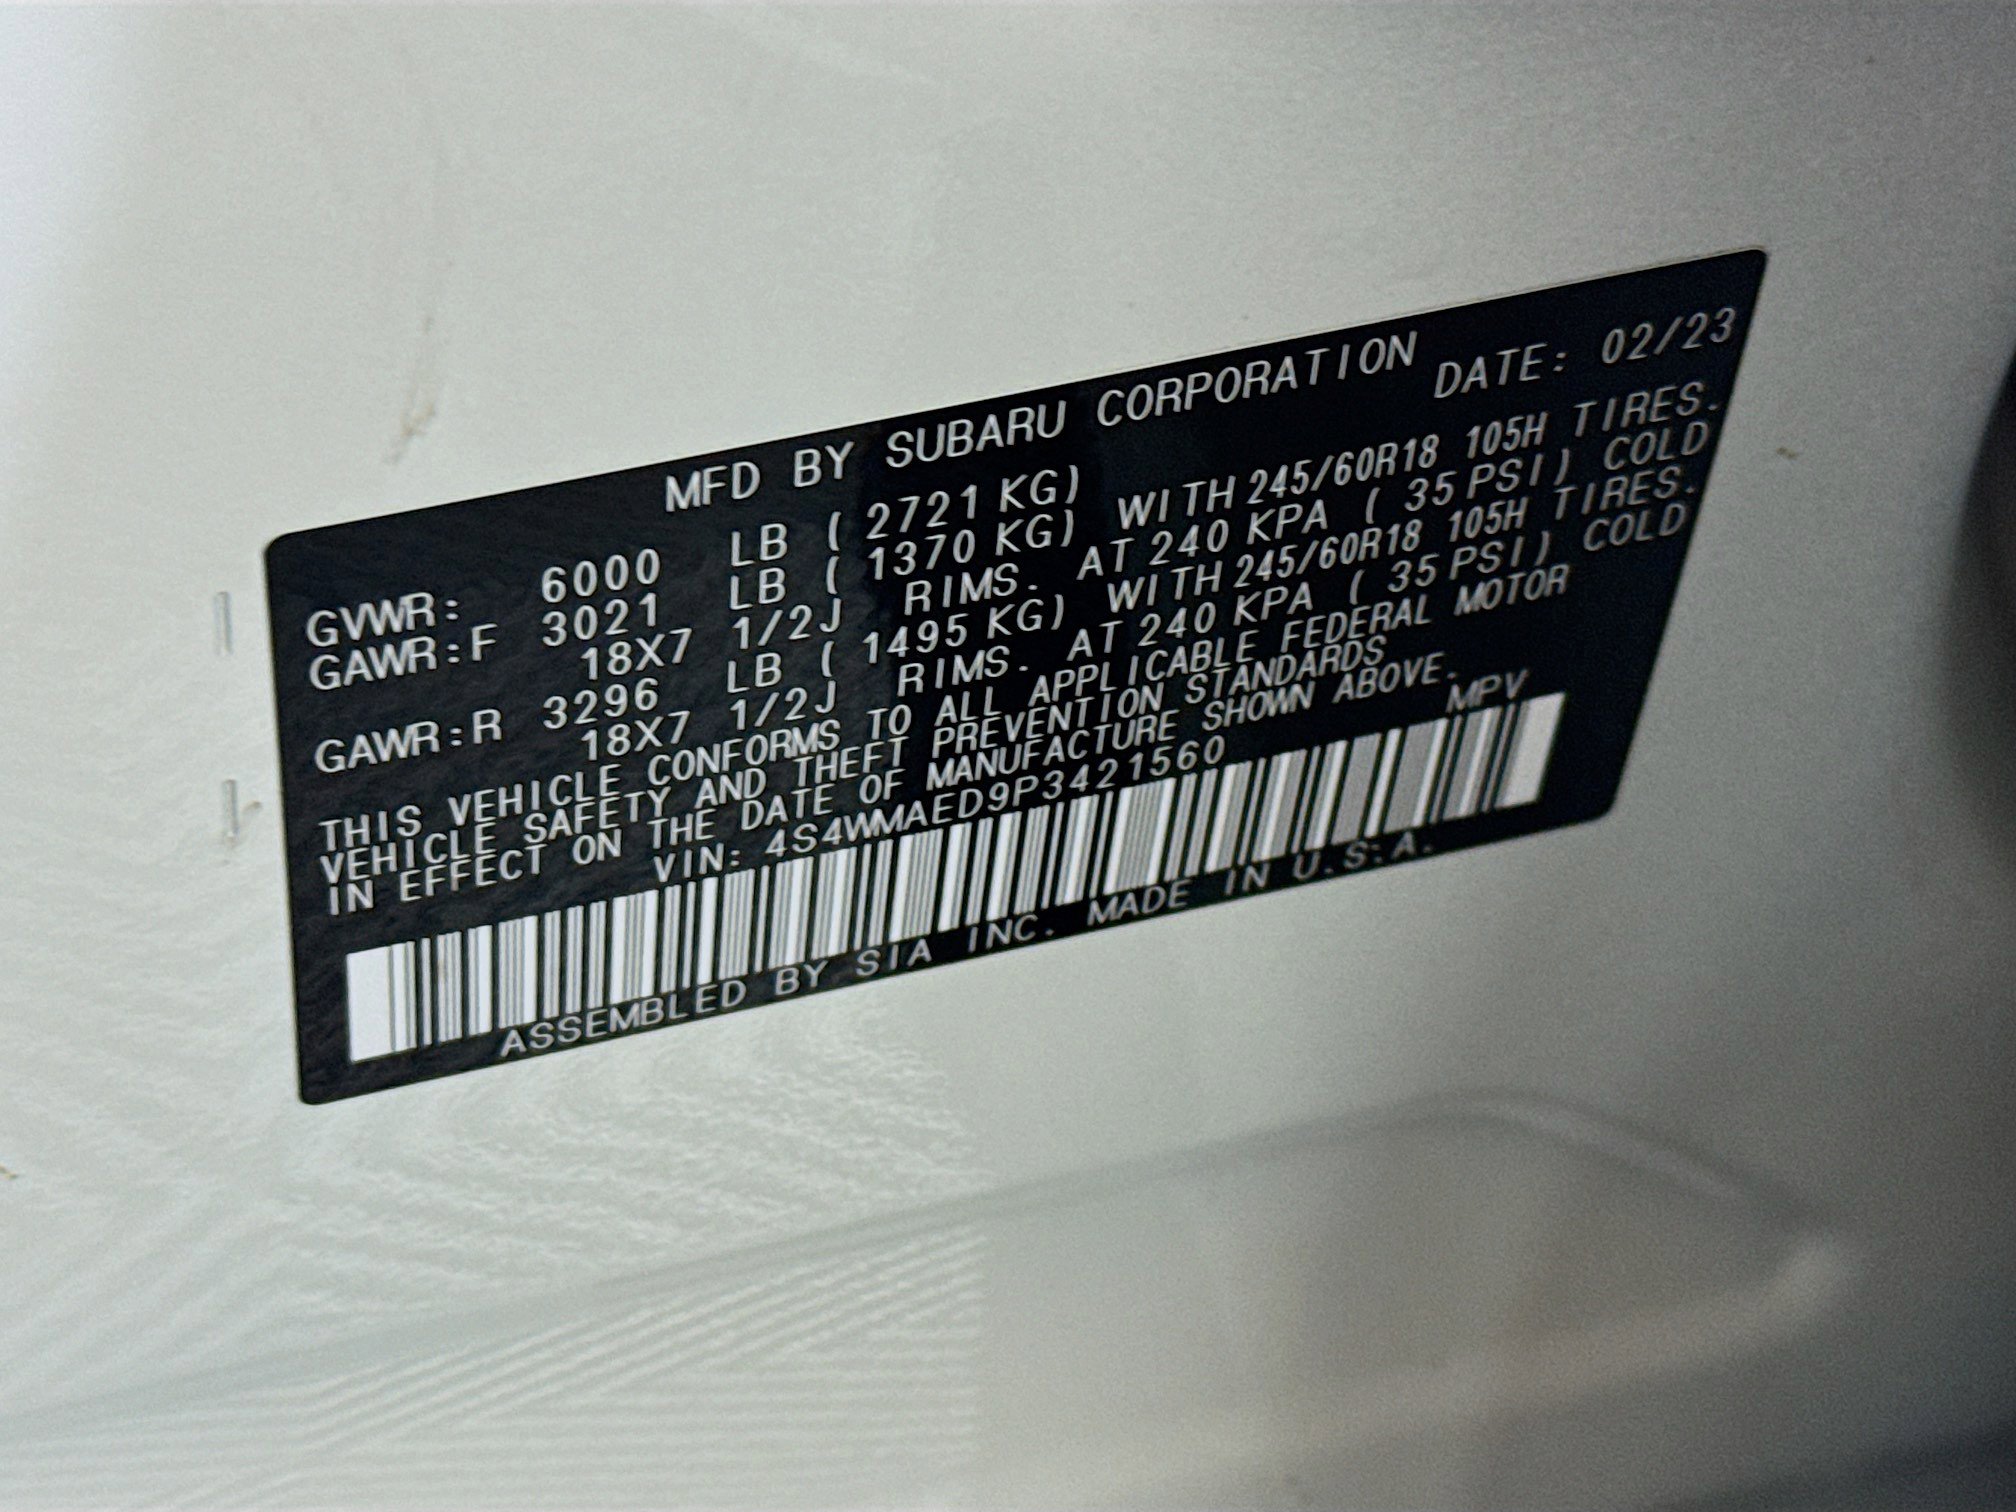 MFD BY SUBARU CORPORATION
DATE: 02/23
GVWR: 6000 LB ( 2721 KG)
GAWR:F 3021 LB ( 1370 KG) WITH 245/60R18 105H TIRES.
18X7 1/2J RIMS. AT 240 KPA ( 35 PSI) COLD
GAWR:R 3296 LB ( 1495 KG) WITH 245/60R18 105H TIRES.
18X7 1/2J RIMS. AT 240 KPA ( 35 PSI) COLD
THIS VEHICLE CONFORMS TO ALL APPLICABLE FEDERAL MOTOR
VEHICLE SAFETY AND THEFT PREVENTION STANDARDS
IN EFFECT ON THE DATE OF MANUFACTURE SHOWN ABOVE.
VIN: 4S4WMAED9P3421560 MPV
ASSEMBLED BY SIA INC. MADE IN U.S.A.